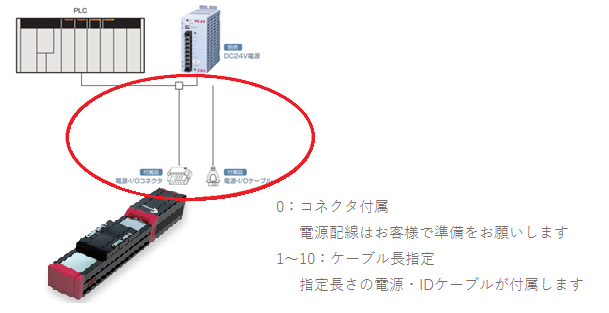 PLC
別売
DC24V電源
付属品
電源・I/Oコネクタ
付属品
電源・I/Oケーブル
0：コネクタ付属
電源配線はお客様で準備をお願いします
1～10：ケーブル長指定
指定長さの電源・IDケーブルが付属します